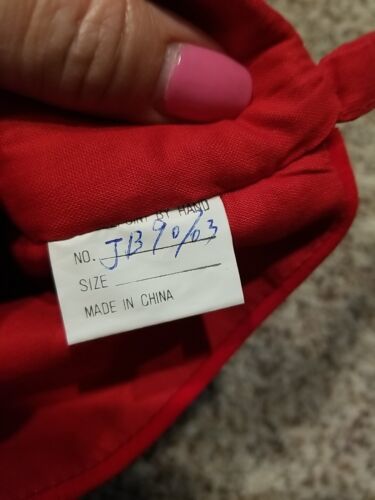 BY HAND
NO. JB90/03
SIZE
MADE IN CHINA